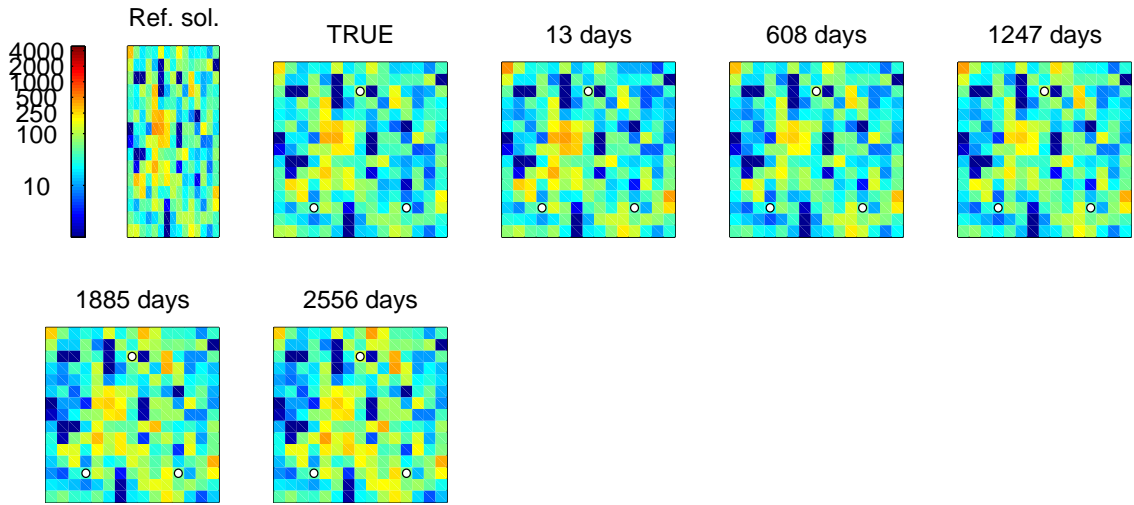 Ref. sol.
TRUE
13 days
608 days
1247 days
4000
2000
1000
500
250
100
10
1885 days
2556 days